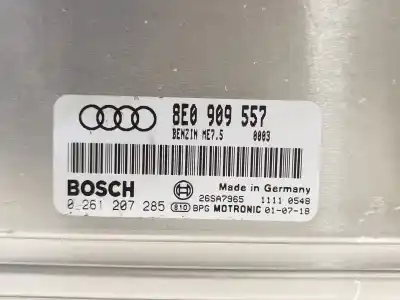 8E0 909 557
BENZIN ME7.5 0003
BOSCH
Made in Germany
26SA7965 1111 0548
0 261 207 285 810 BPG MOTRONIC 01-07-18